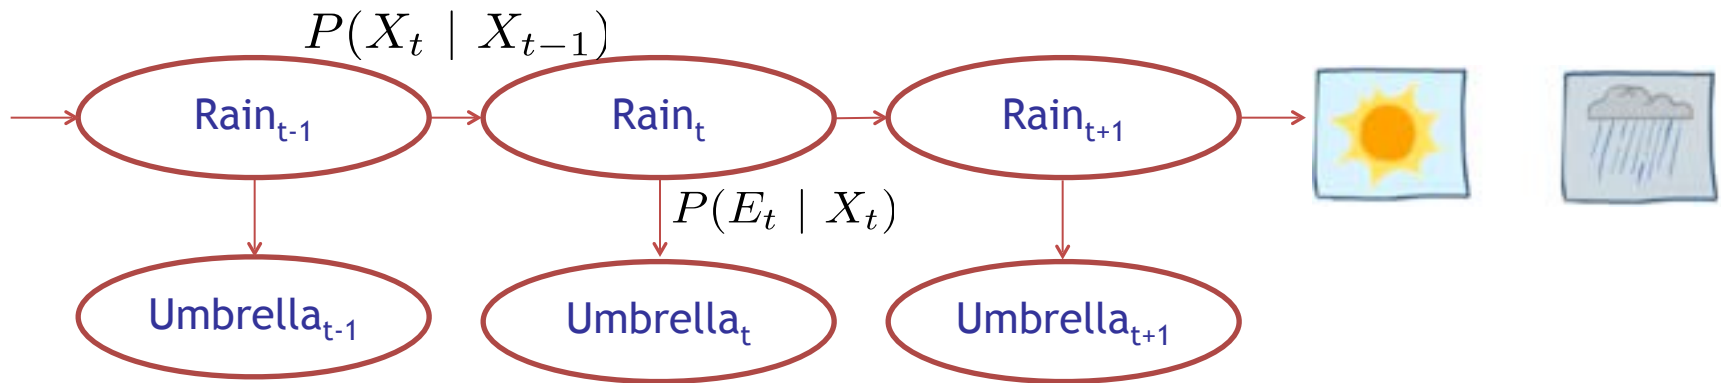 P(X_t | X_{t-1})
Rain_{t-1} Rain_t Rain_{t+1}
P(E_t | X_t)
Umbrella_{t-1} Umbrella_t Umbrella_{t+1}